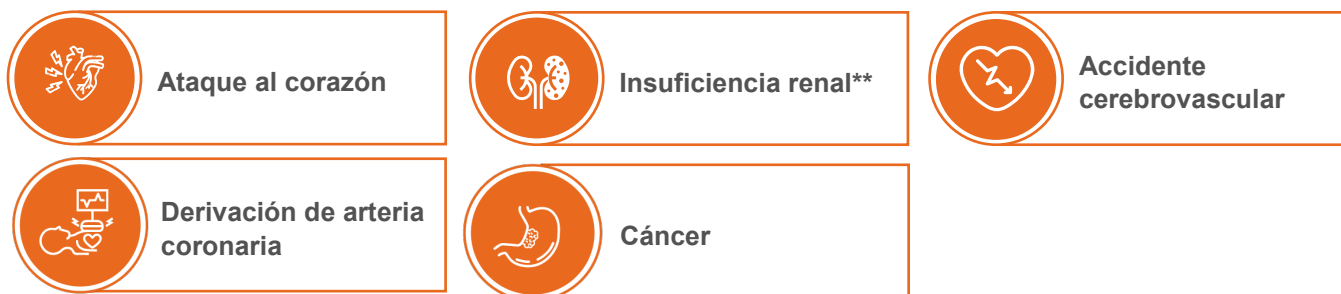 Ataque al corazón
Insuficiencia renal**
Accidente
cerebrovascular
Derivación de arteria
coronaria
Cáncer